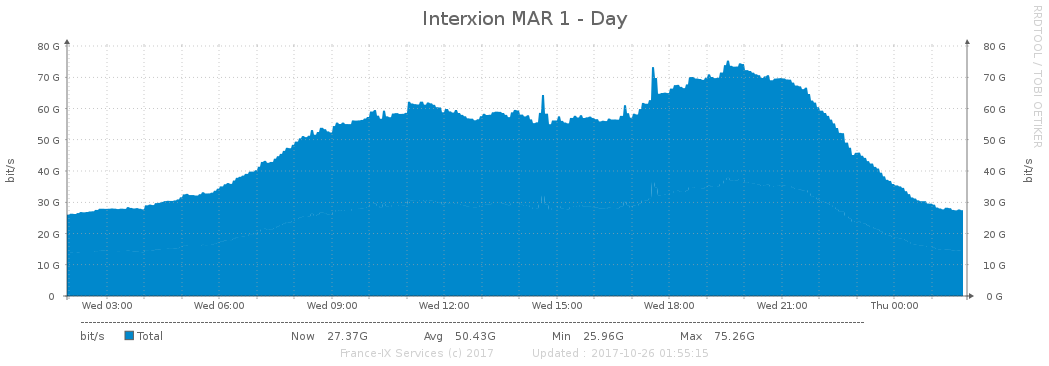 Interxion MAR 1 - Day
RRDTOOL / TOBI OETIKER
bit/s
80 G 80 G
70 G 70 G
60 G 60 G
50 G 50 G
40 G 40 G
30 G 30 G
20 G 20 G
10 G 10 G
0 0 G
bit/s
Wed 03:00 Wed 06:00 Wed 09:00 Wed 12:00 Wed 15:00 Wed 18:00 Wed 21:00 Thu 00:00
bit/s Total Now 27.37G Avg 50.43G Min 25.96G Max 75.26G
France-IX Services (c) 2017 Updated : 2017-10-26 01:55:15